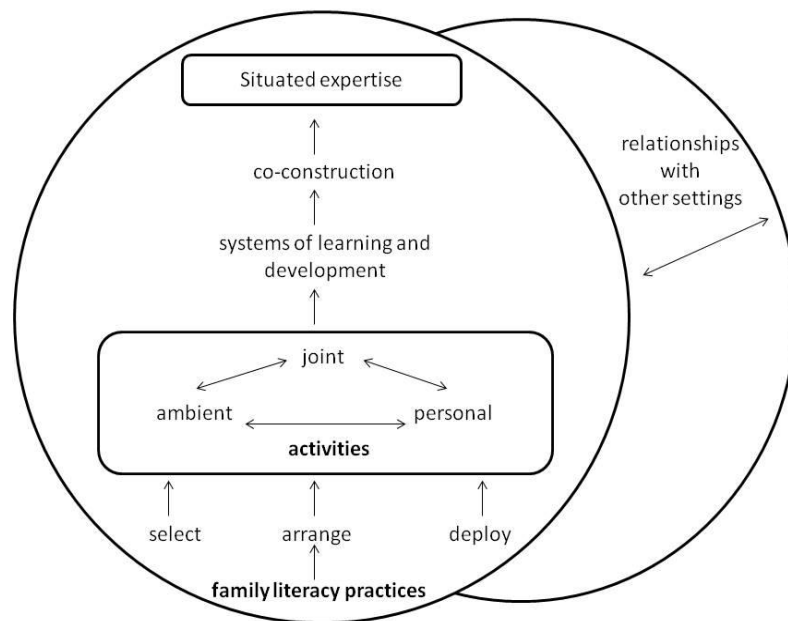 Situated expertise
co-construction
systems of learning and
development
joint
ambient
personal
activities
select
arrange
deploy
family literacy practices
relationships
with
other settings